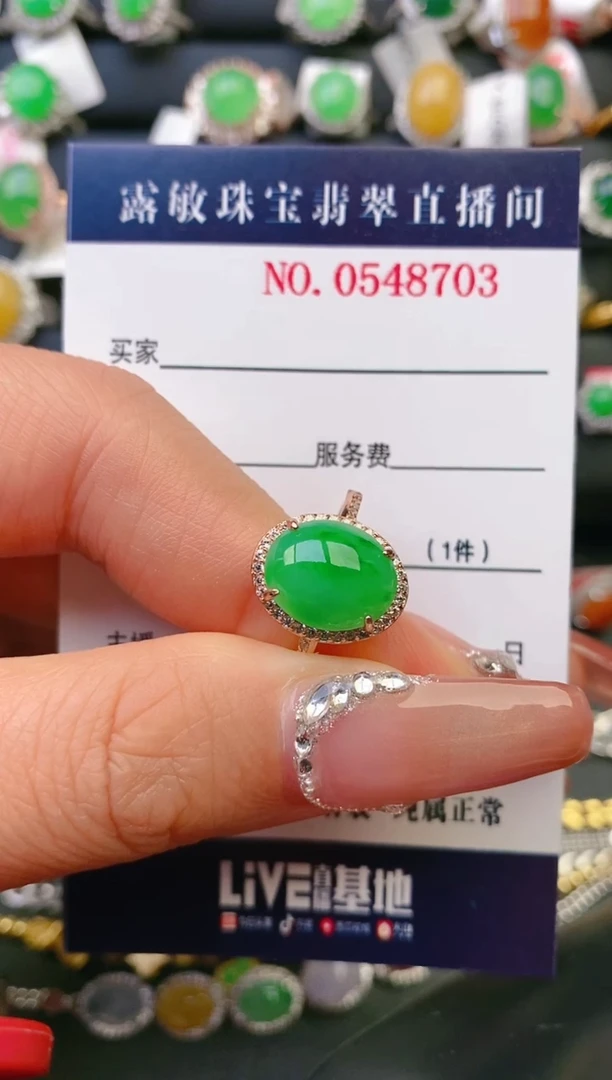 露敏珠宝翡翠直播间
NO. 0548703
买家
服务费
(1件)
日
属正常
LiVE直播基地